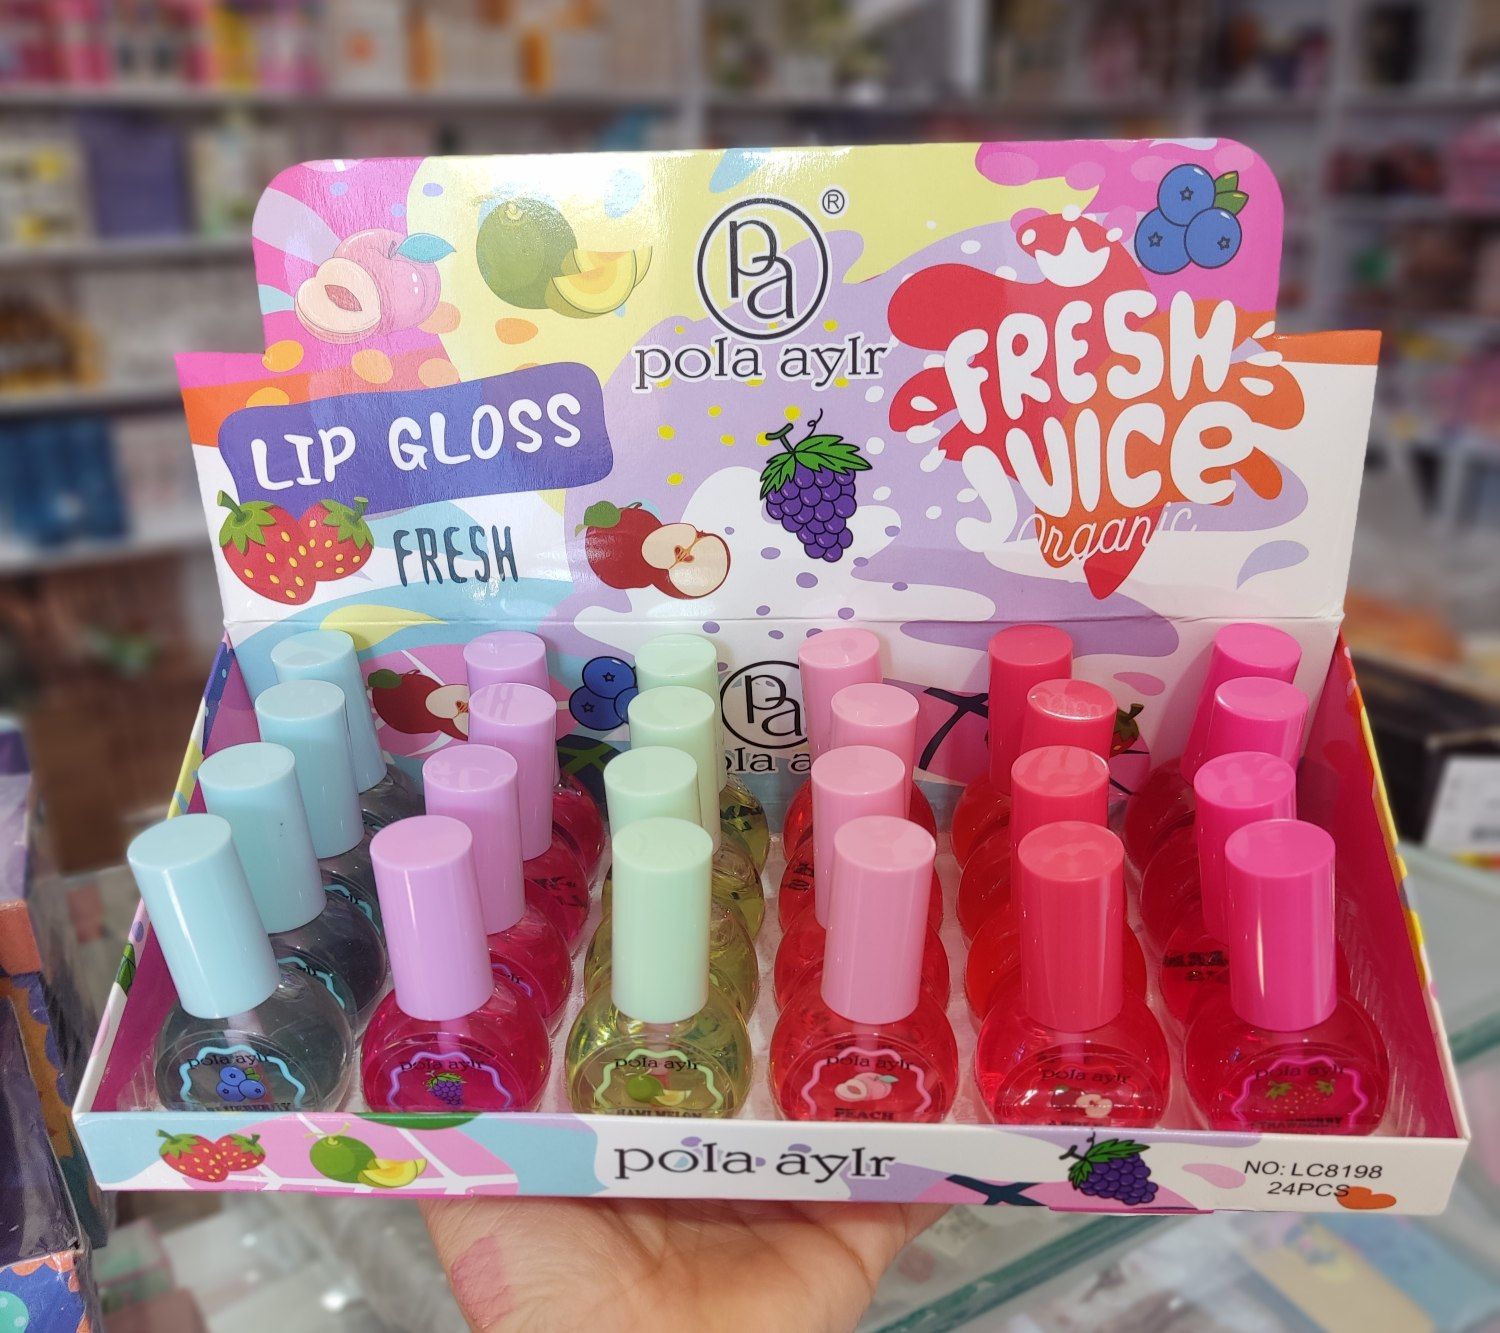 pa
®
pola aylr
FRESH
JUICE
Organic
LIP GLOSS
FRESH
pa
pola aylr
pola aylr
pola aylr
HAMI MELON
pola aylr
PEACH
pola aylr
pola aylr
pola aylr
NO: LC8198
24PCS